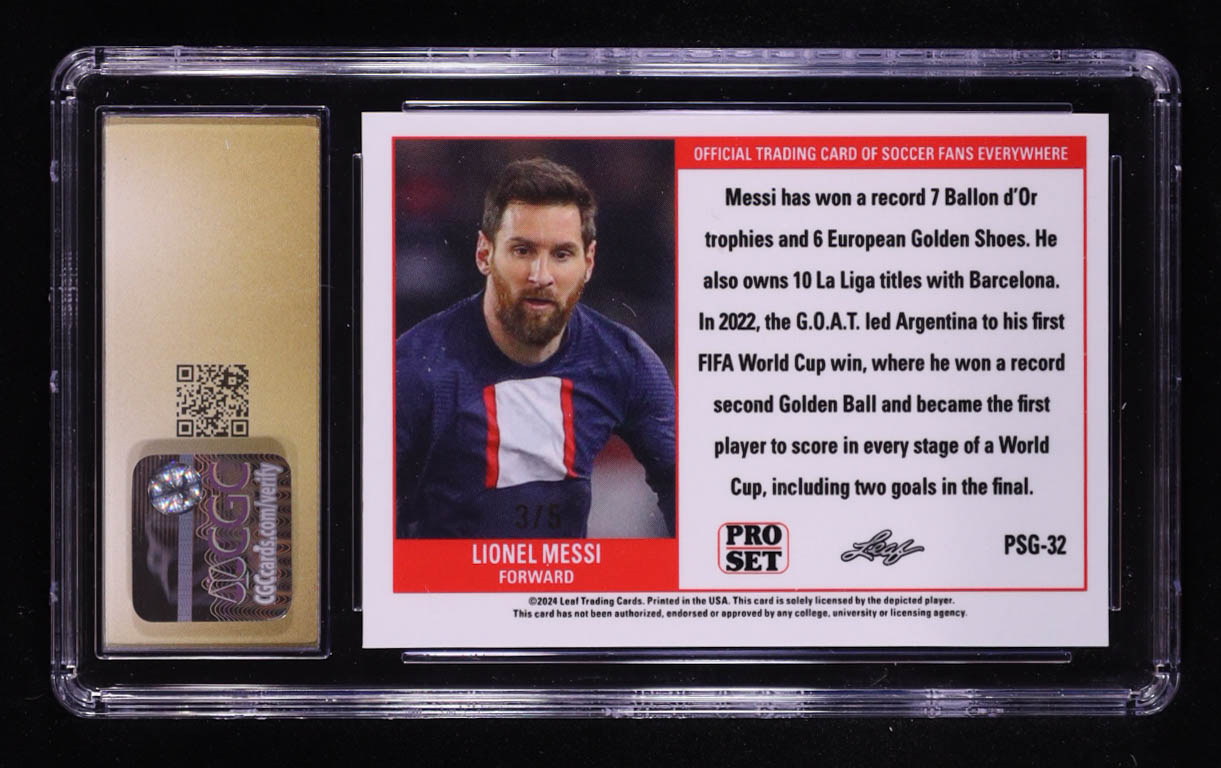 OFFICIAL TRADING CARD OF SOCCER FANS EVERYWHERE
Messi has won a record 7 Ballon d'Or
trophies and 6 European Golden Shoes. He
also owns 10 La Liga titles with Barcelona.
In 2022, the G.O.A.T. led Argentina to his first
FIFA World Cup win, where he won a record
second Golden Ball and became the first
player to score in every stage of a World
Cup, including two goals in the final.
3/5
LIONEL MESSI
FORWARD
PRO
SET
Leaf
PSG-32
©2024 Leaf Trading Cards. Printed in the USA. This card is solely licensed by the depicted player.
This card has not been authorized, endorsed or approved by any college, university or licensing agency.
CGC
CGCcards.com/verify